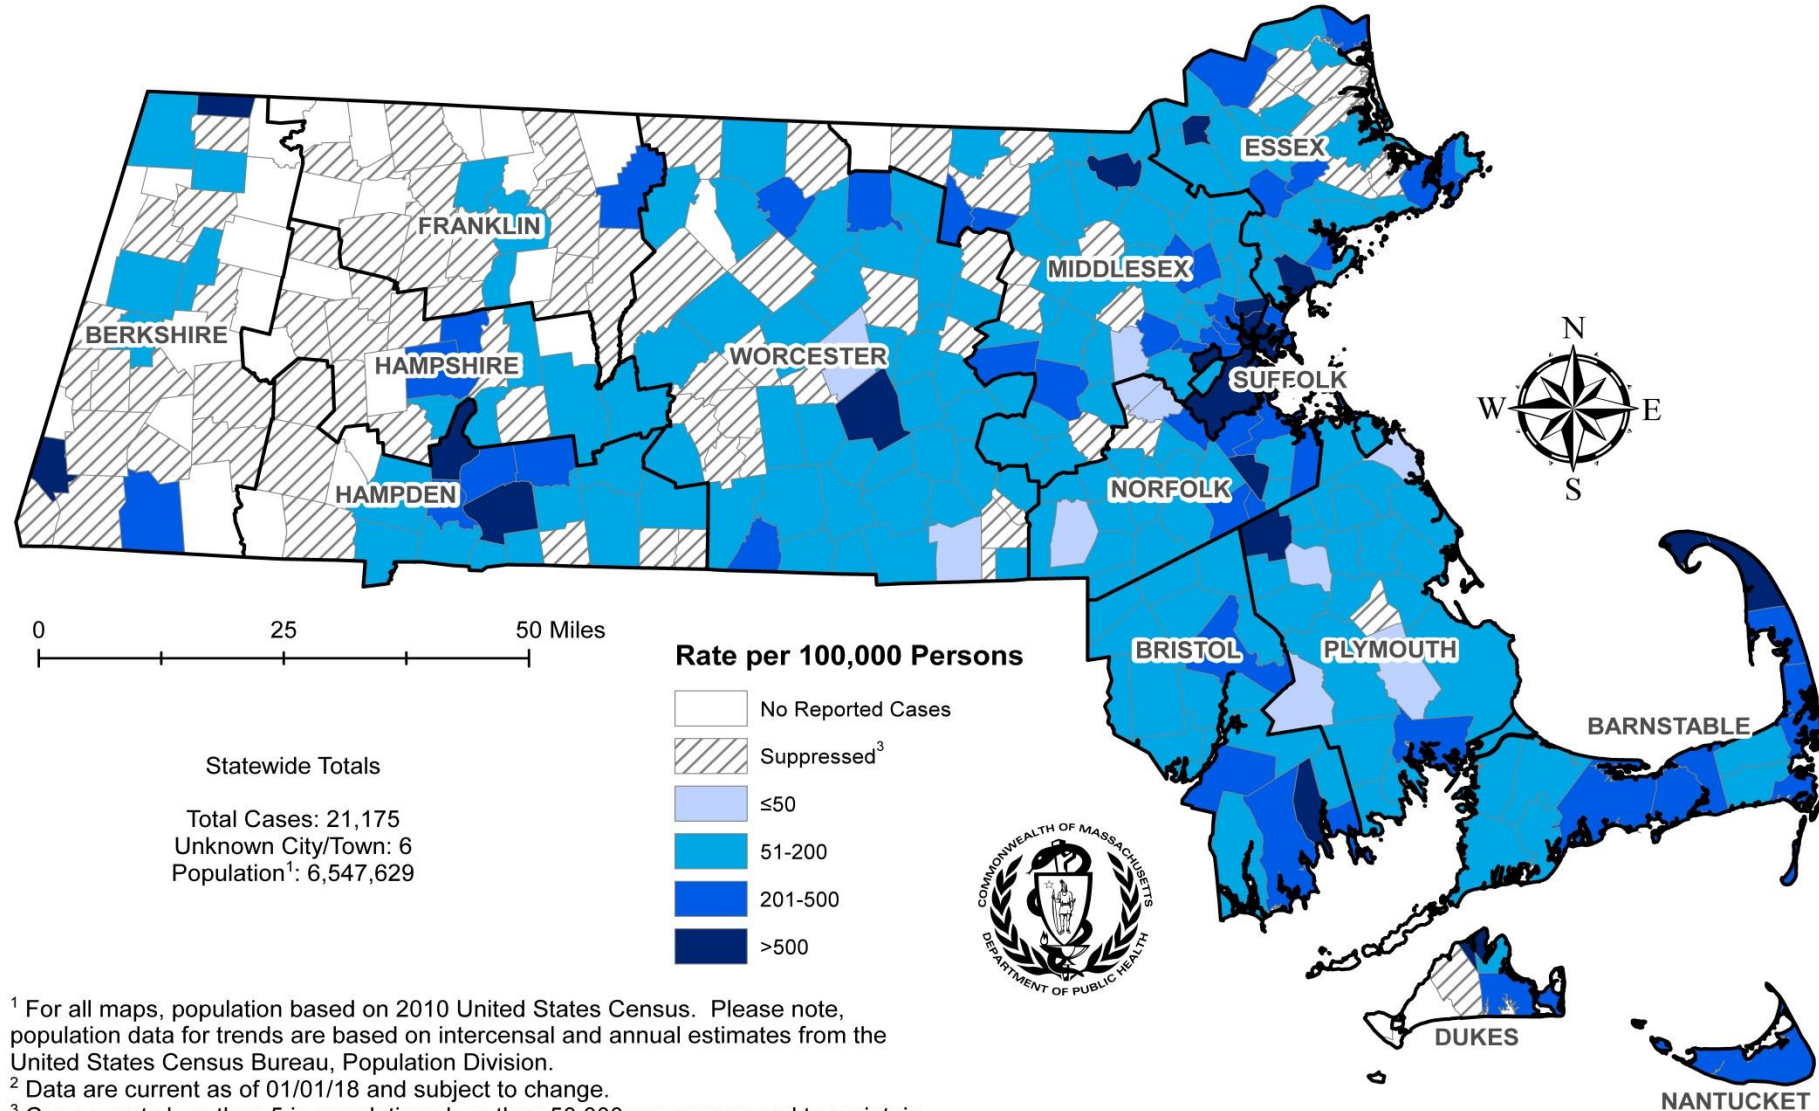 ESSEX
FRANKLIN
MIDDLESEX
BERKSHIRE
HAMPSHIRE
WORCESTER
SUFFOLK
HAMPDEN
NORFOLK
BRISTOL
PLYMOUTH
BARNSTABLE
DUKES
NANTUCKET
N
W E
S
0 25 50 Miles
Rate per 100,000 Persons
No Reported Cases
Suppressed³
≤50
51-200
201-500
>500
Statewide Totals
Total Cases: 21,175
Unknown City/Town: 6
Population¹: 6,547,629
COMMONWEALTH OF MASSACHUSETTS
DEPARTMENT OF PUBLIC HEALTH
¹ For all maps, population based on 2010 United States Census. Please note,
population data for trends are based on intercensal and annual estimates from the
United States Census Bureau, Population Division.
² Data are current as of 01/01/18 and subject to change.